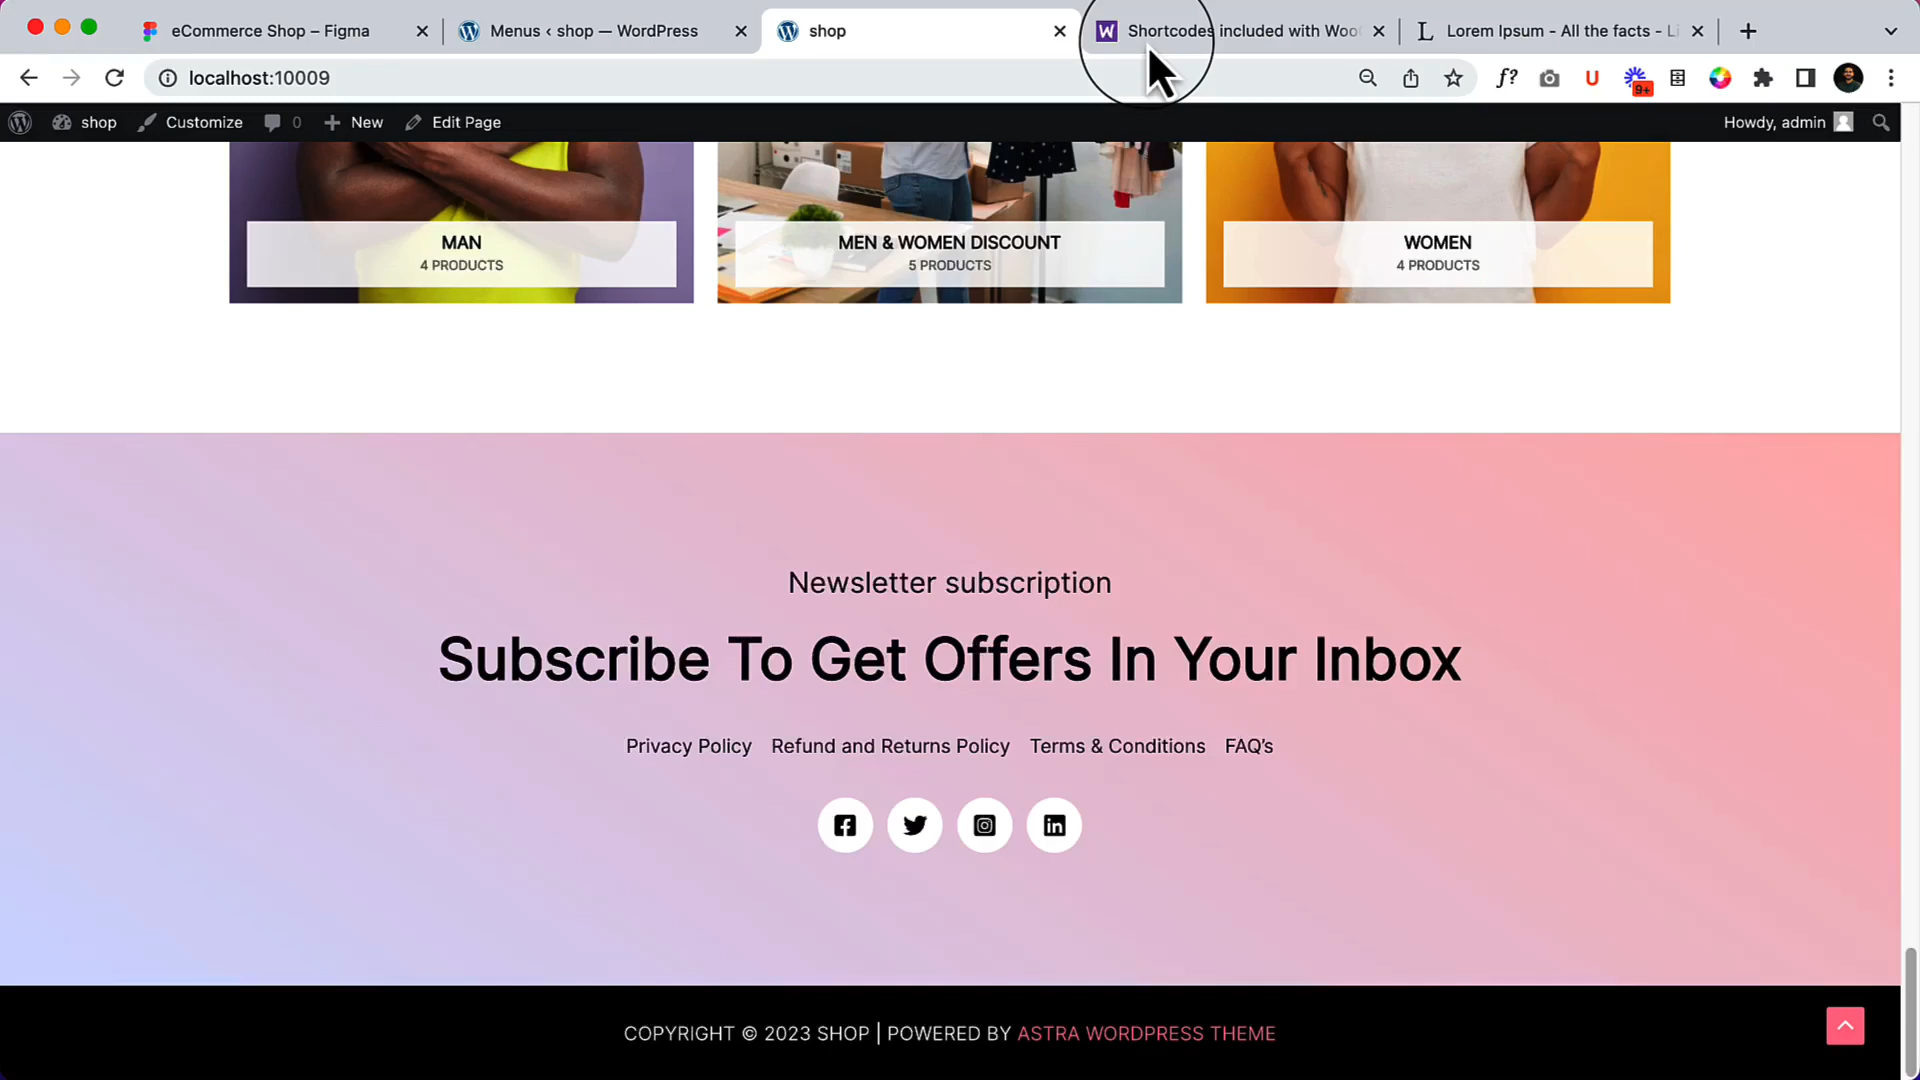 eCommerce Shop – Figma
Menus ‹ shop — WordPress
shop
Shortcodes included with Woo
Lorem Ipsum - All the facts - Li
localhost:10009
f?
U
9+
shop
Customize
0
New
Edit Page
Howdy, admin
MAN
4 PRODUCTS
MEN & WOMEN DISCOUNT
5 PRODUCTS
WOMEN
4 PRODUCTS
Newsletter subscription
Subscribe To Get Offers In Your Inbox
Privacy Policy Refund and Returns Policy Terms & Conditions FAQ's
COPYRIGHT © 2023 SHOP | POWERED BY ASTRA WORDPRESS THEME